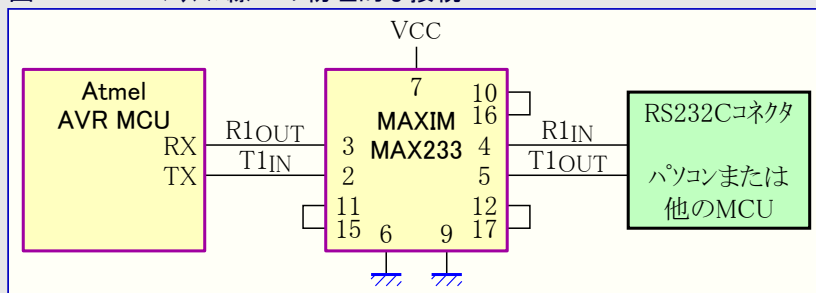 VCC
Atmel
AVR MCU
RX
TX
R1OUT
T1IN
7
10
16
MAXIM
MAX233
3
4
2
5
11
15
12
17
6
9
R1IN
T1OUT
RS232Cコネクタ
パソコンまたは
他のMCU